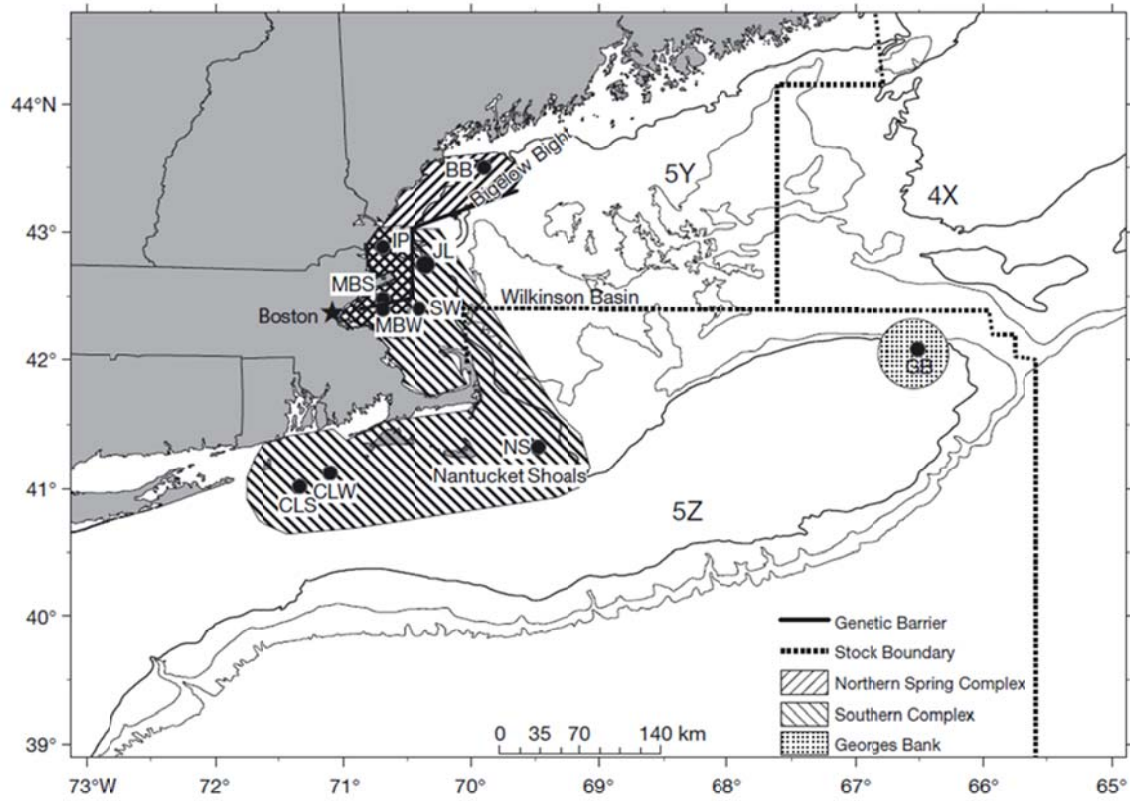 44°N
43°
42°
41°
40°
39°
73°W
72°
71°
70°
69°
68°
67°
66°
65°
BB
Bigelow Bight
5Y
4X
IP
JL
MBS
Boston
MBW
SW
Wilkinson Basin
GB
NS
Nantucket Shoals
CLW
CLS
5Z
Genetic Barrier
Stock Boundary
Northern Spring Complex
Southern Complex
Georges Bank
0 35 70 140 km